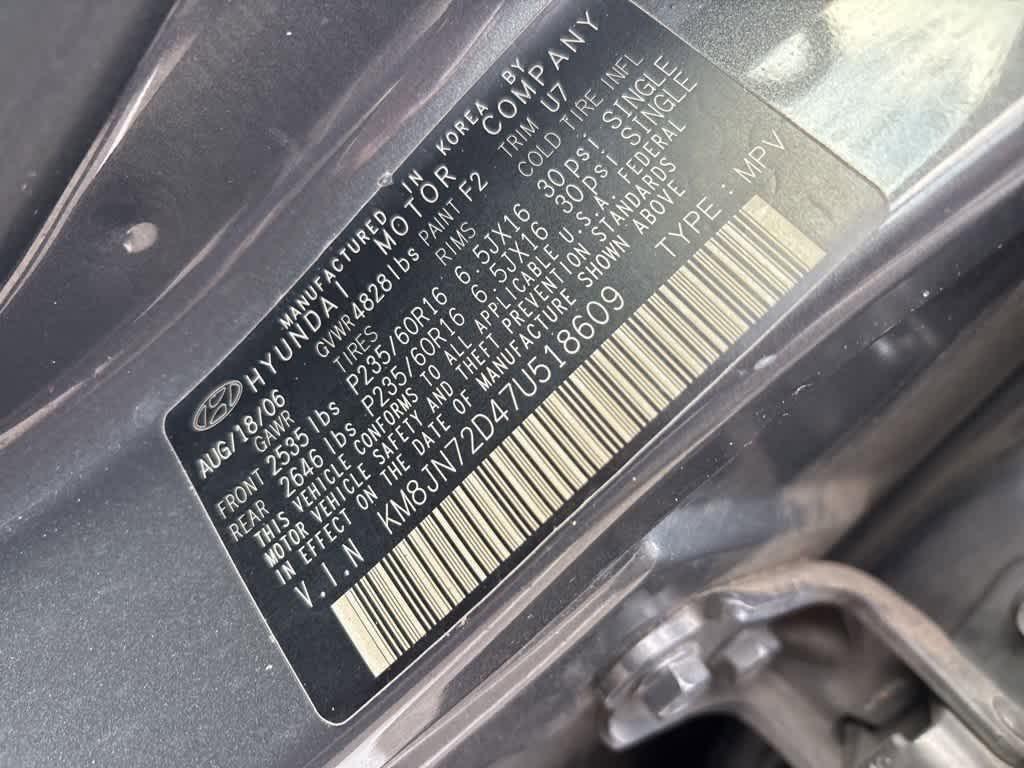 MANUFACTURED IN KOREA BY
HYUNDAI MOTOR COMPANY
AUG/18/06 GVWR 4828 lbs PAINT F2 TRIM U7
GAWR TIRES RIMS COLD TIRE INFL
FRONT 2535 lbs P235/60R16 6.5JX16 30psi, SINGLE
REAR 2646 lbs P235/60R16 6.5JX16 30psi SINGLE
THIS VEHICLE CONFORMS TO ALL APPLICABLE U.S.A FEDERAL
MOTOR VEHICLE SAFETY AND THEFT PREVENTION STANDARDS
IN EFFECT ON THE DATE OF MANUFACTURE SHOWN ABOVE
V.I.N KM8JN72D47U518609 TYPE : MPV